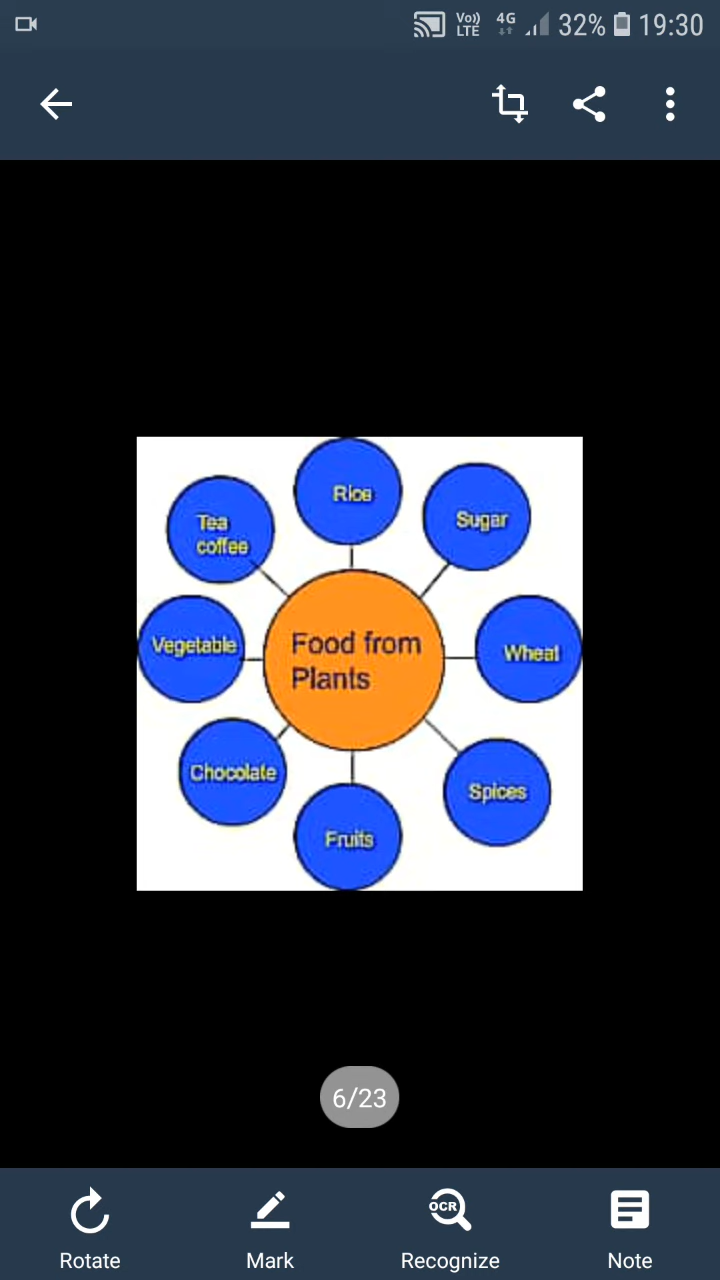 Vo))
LTE
4G
32%
19:30
Rice
Sugar
Tea
coffee
Food from
Plants
Vegetable
Wheat
Chocolate
Spices
Fruits
6/23
OCR
Rotate
Mark
Recognize
Note